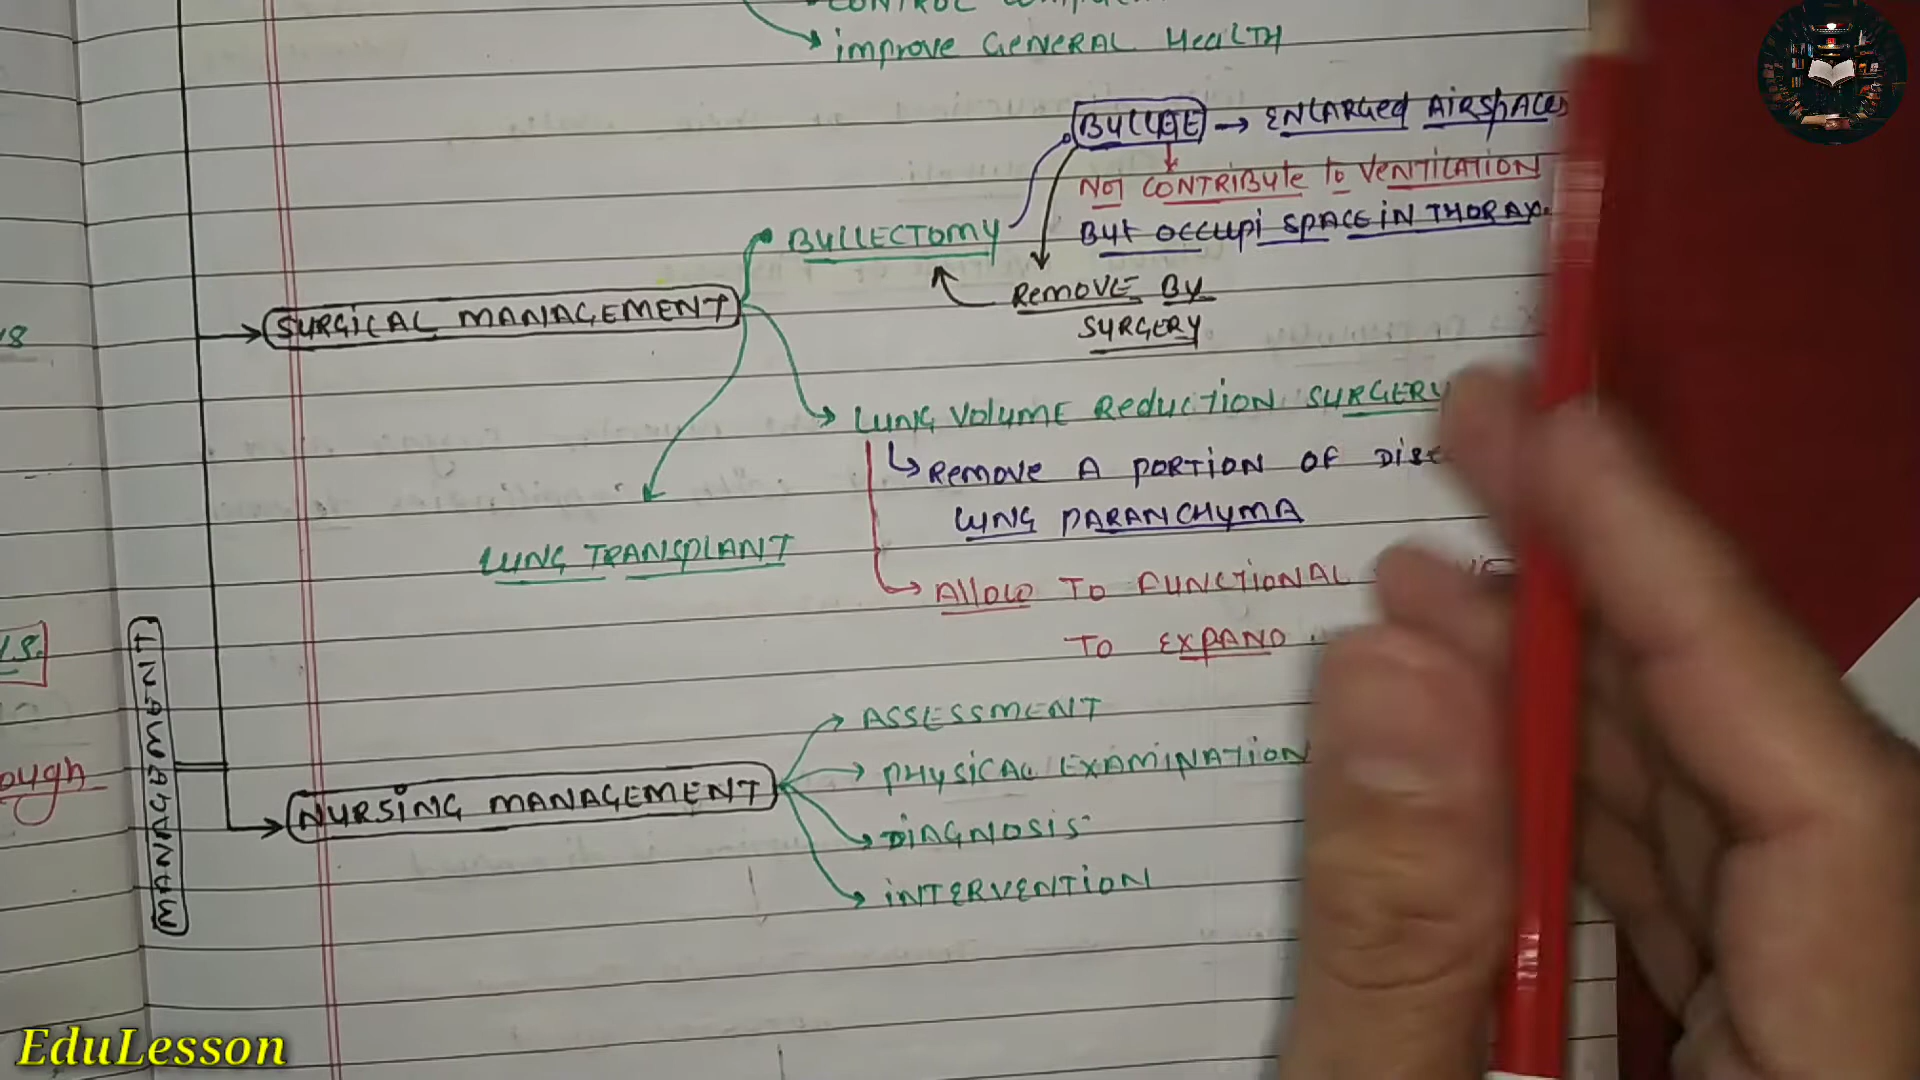 improve GENERAL HEALTH
BULLAE → ENLARGED AIRSPACES
NOT CONTRIBUTE to VENTILATION
BUT OCCUPI SPACE IN THORAX.
BULLECTOMY
REMOVE By
SURGERY
SURGICAL MANAGEMENT
18
LUNG VOLUME REDUCTION SURGERY
REMOVE A PORTION OF
LUNG PARANCHYMA
LUNG TRANSPLANT
ALLOW TO FUNCTIONAL
TO EXPAND
MANAGEMENT
ASSESSMENT
PHYSICAL EXAMINATION
NURSING MANAGEMENT
DIAGNOSIS
INTERVENTION
EduLesson